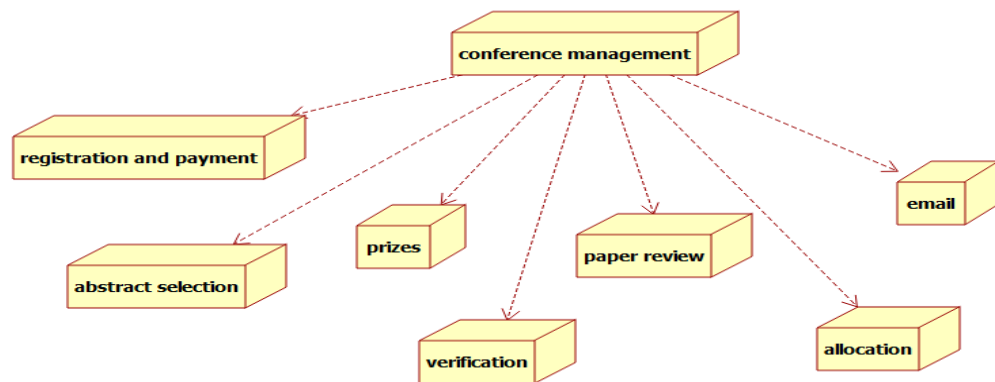 conference management
registration and payment
email
prizes
paper review
abstract selection
allocation
verification